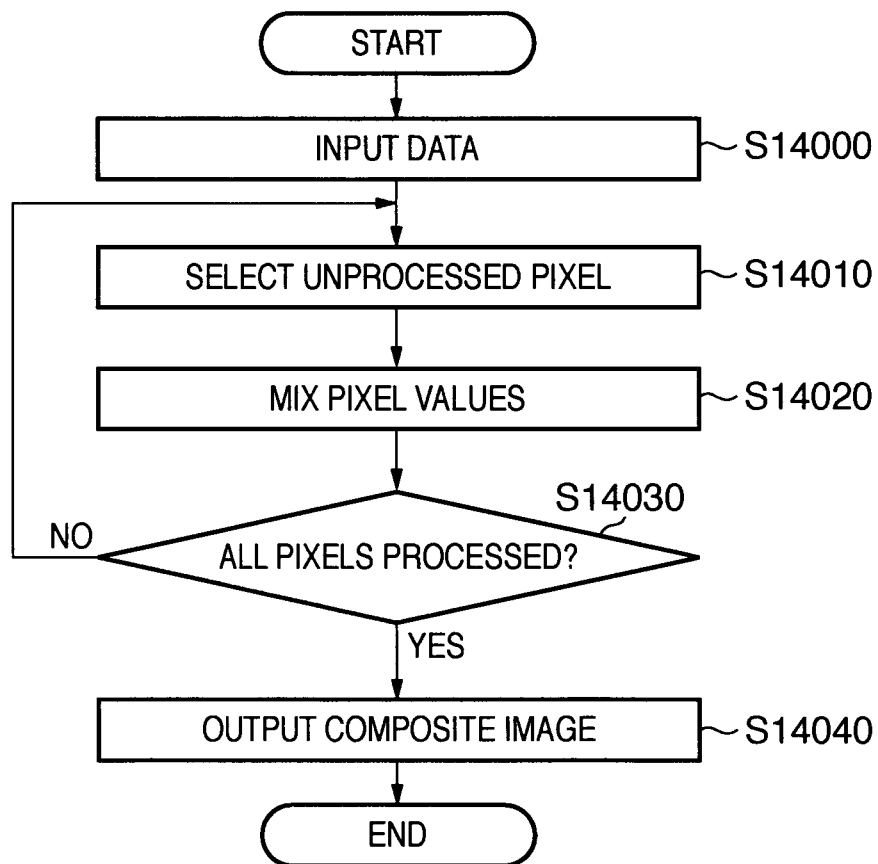 START
INPUT DATA
S14000
SELECT UNPROCESSED PIXEL
S14010
MIX PIXEL VALUES
S14020
S14030
NO
ALL PIXELS PROCESSED?
YES
OUTPUT COMPOSITE IMAGE
S14040
END